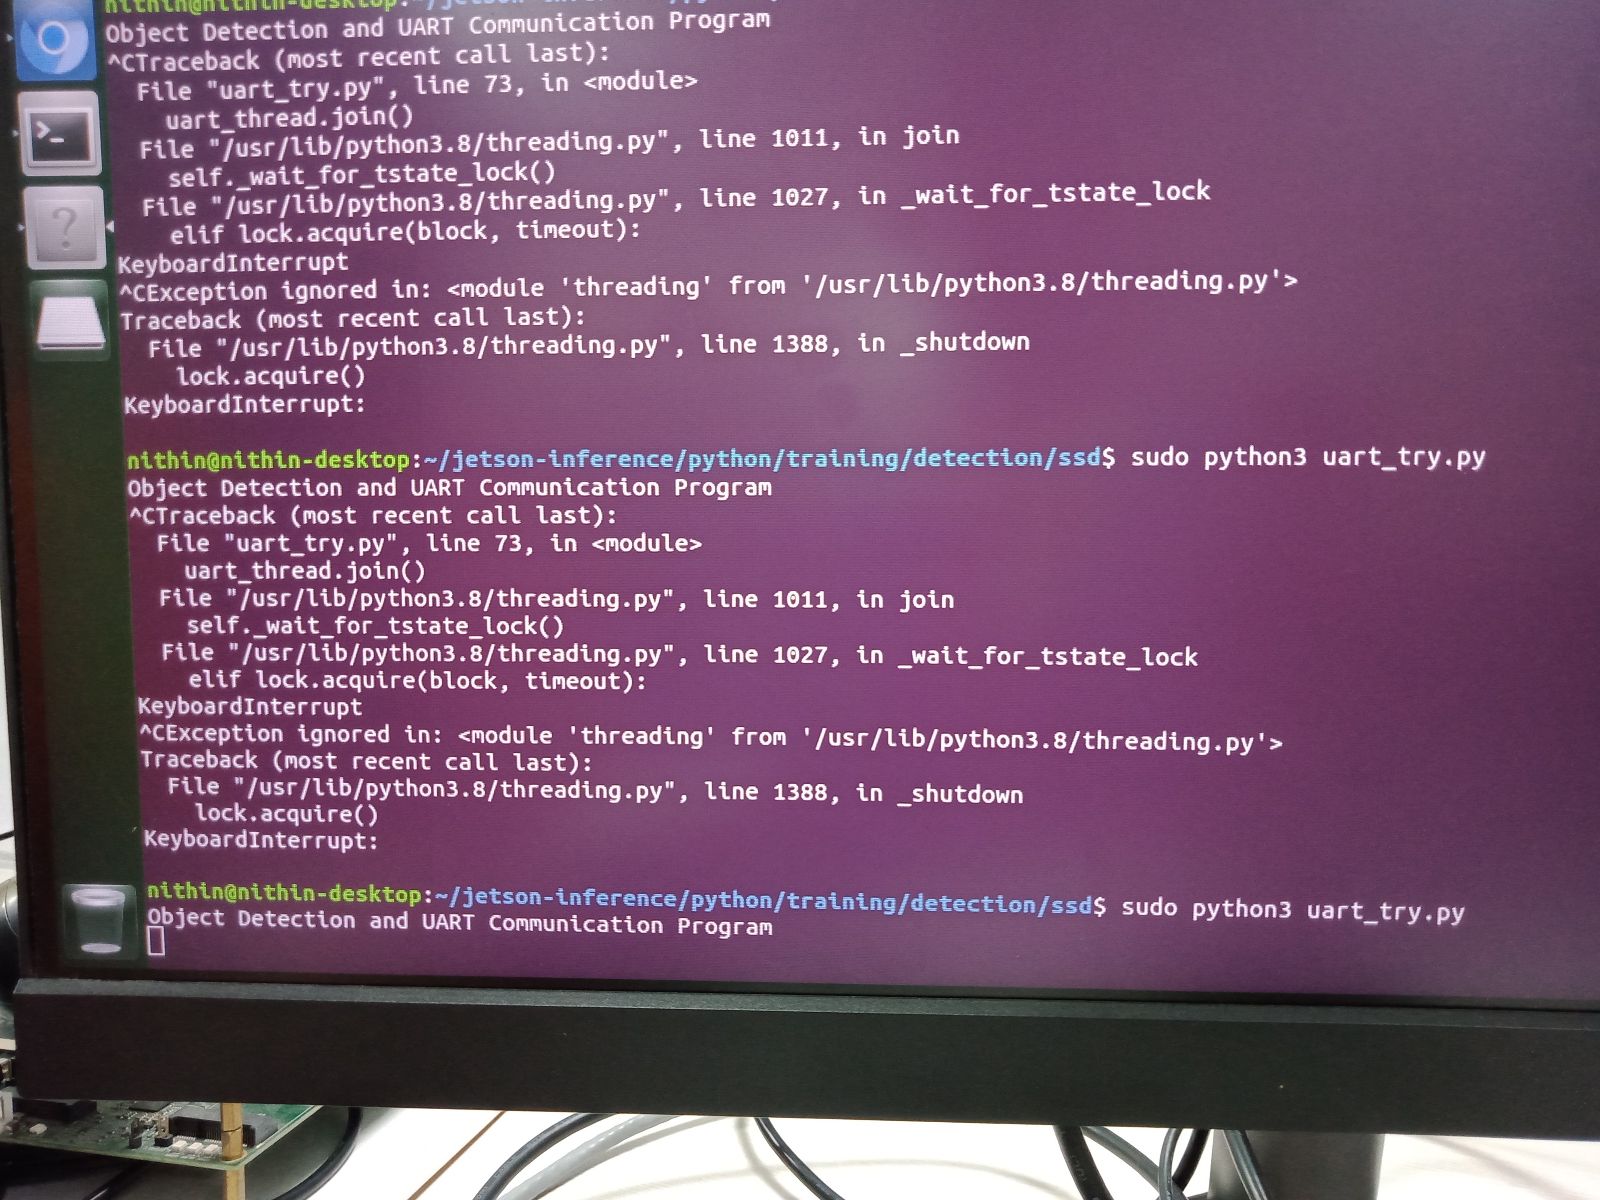 nithin@nithin-desktop:~/jetson-inference/
Object Detection and UART Communication Program
^CTraceback (most recent call last):
File "uart_try.py", line 73, in <module>
uart_thread.join()
File "/usr/lib/python3.8/threading.py", line 1011, in join
self._wait_for_tstate_lock()
File "/usr/lib/python3.8/threading.py", line 1027, in _wait_for_tstate_lock
elif lock.acquire(block, timeout):
KeyboardInterrupt
^CException ignored in: <module 'threading' from '/usr/lib/python3.8/threading.py'>
Traceback (most recent call last):
File "/usr/lib/python3.8/threading.py", line 1388, in _shutdown
lock.acquire()
KeyboardInterrupt:
nithin@nithin-desktop:~/jetson-inference/python/training/detection/ssd$ sudo python3 uart_try.py
Object Detection and UART Communication Program
^CTraceback (most recent call last):
File "uart_try.py", line 73, in <module>
uart_thread.join()
File "/usr/lib/python3.8/threading.py", line 1011, in join
self._wait_for_tstate_lock()
File "/usr/lib/python3.8/threading.py", line 1027, in _wait_for_tstate_lock
elif lock.acquire(block, timeout):
KeyboardInterrupt
^CException ignored in: <module 'threading' from '/usr/lib/python3.8/threading.py'>
Traceback (most recent call last):
File "/usr/lib/python3.8/threading.py", line 1388, in _shutdown
lock.acquire()
KeyboardInterrupt:
nithin@nithin-desktop:~/jetson-inference/python/training/detection/ssd$ sudo python3 uart_try.py
Object Detection and UART Communication Program